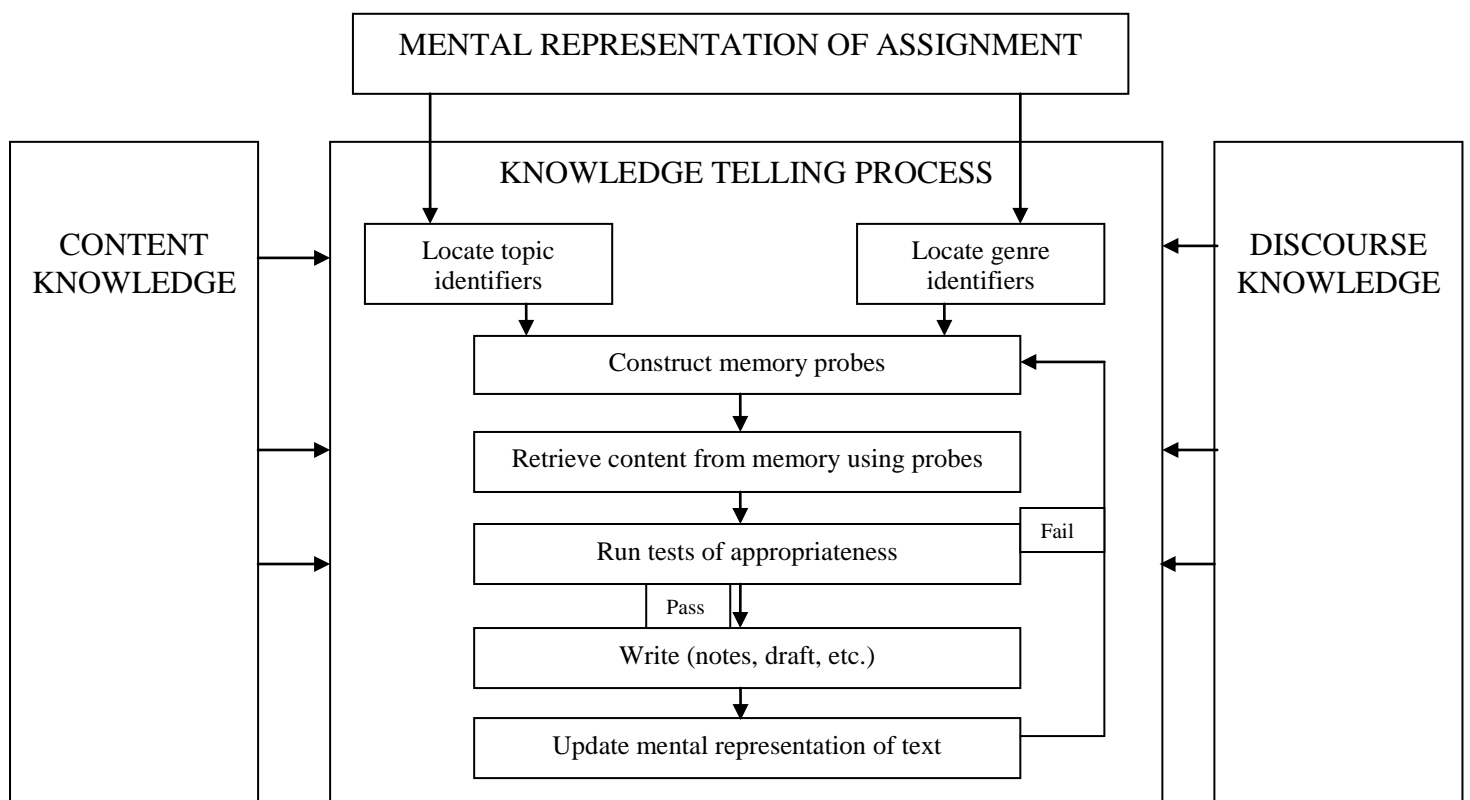 MENTAL REPRESENTATION OF ASSIGNMENT
KNOWLEDGE TELLING PROCESS
CONTENT
KNOWLEDGE
Locate topic
identifiers
Locate genre
identifiers
DISCOURSE
KNOWLEDGE
Construct memory probes
Retrieve content from memory using probes
Run tests of appropriateness
Fail
Pass
Write (notes, draft, etc.)
Update mental representation of text